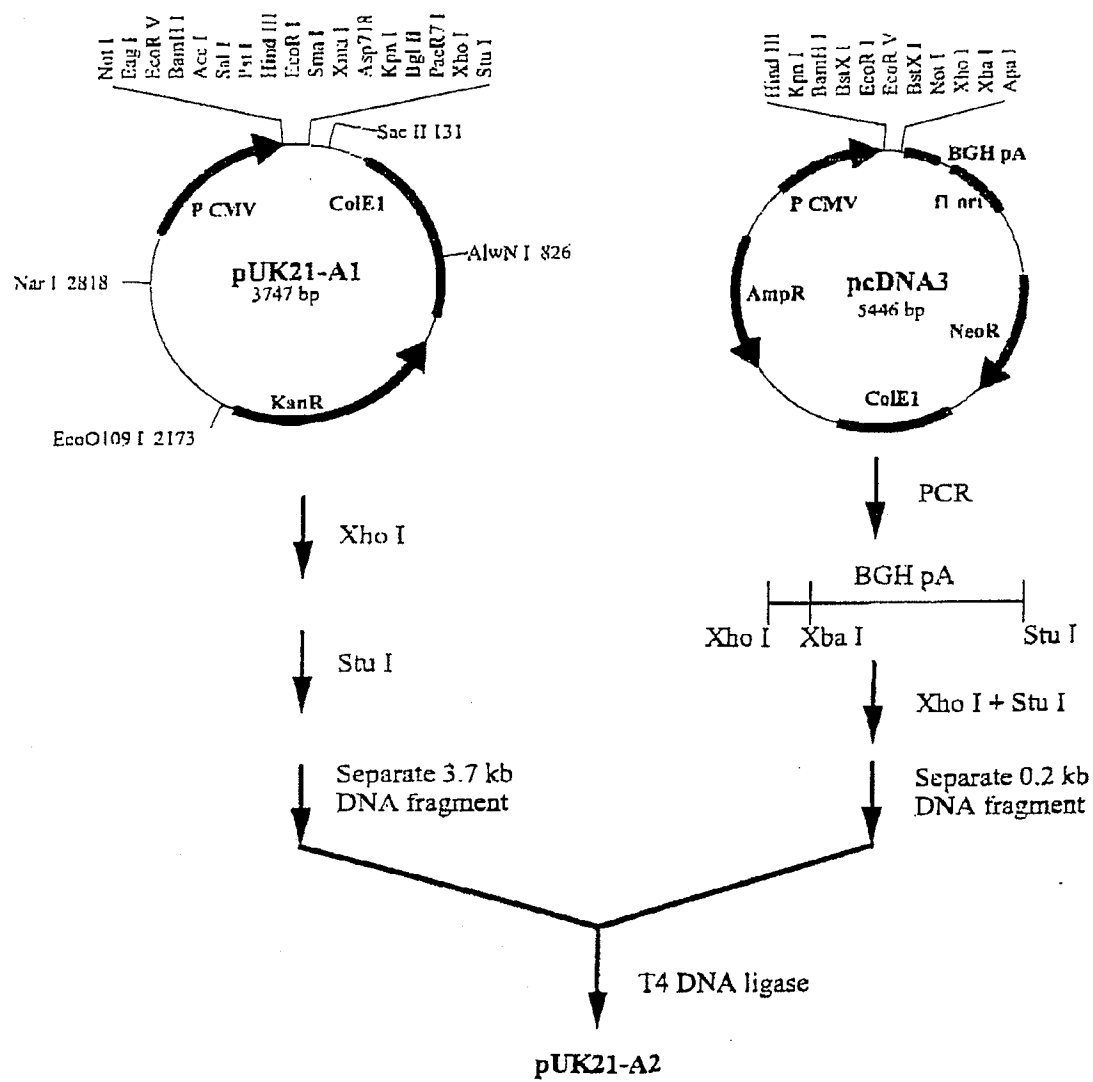 Not I
Eag I
EcoR V
BamH I
Acc I
Sal I
Pst I
Hind III
EcoR I
Sma I
Xma I
Asp718
Kpn I
Bgl II
PaeR7 I
Xho I
Stu I
Sac II 131
P CMV
ColE1
pUK21-A1
3747 bp
AlwN I 826
Nar I 2818
KanR
EcoO109 I 2173
Hind III
Kpn I
BamH I
BstX I
EcoR I
EcoR V
BstX I
Not I
Xho I
Xba I
Apa I
BGH pA
P CMV
f1 ori
AmpR
pcDNA3
5446 bp
NeoR
ColE1
Xho I
Stu I
Separate 3.7 kb
DNA fragment
PCR
BGH pA
Xho I
Xba I
Stu I
Xho I + Stu I
Separate 0.2 kb
DNA fragment
T4 DNA ligase
pUK21-A2